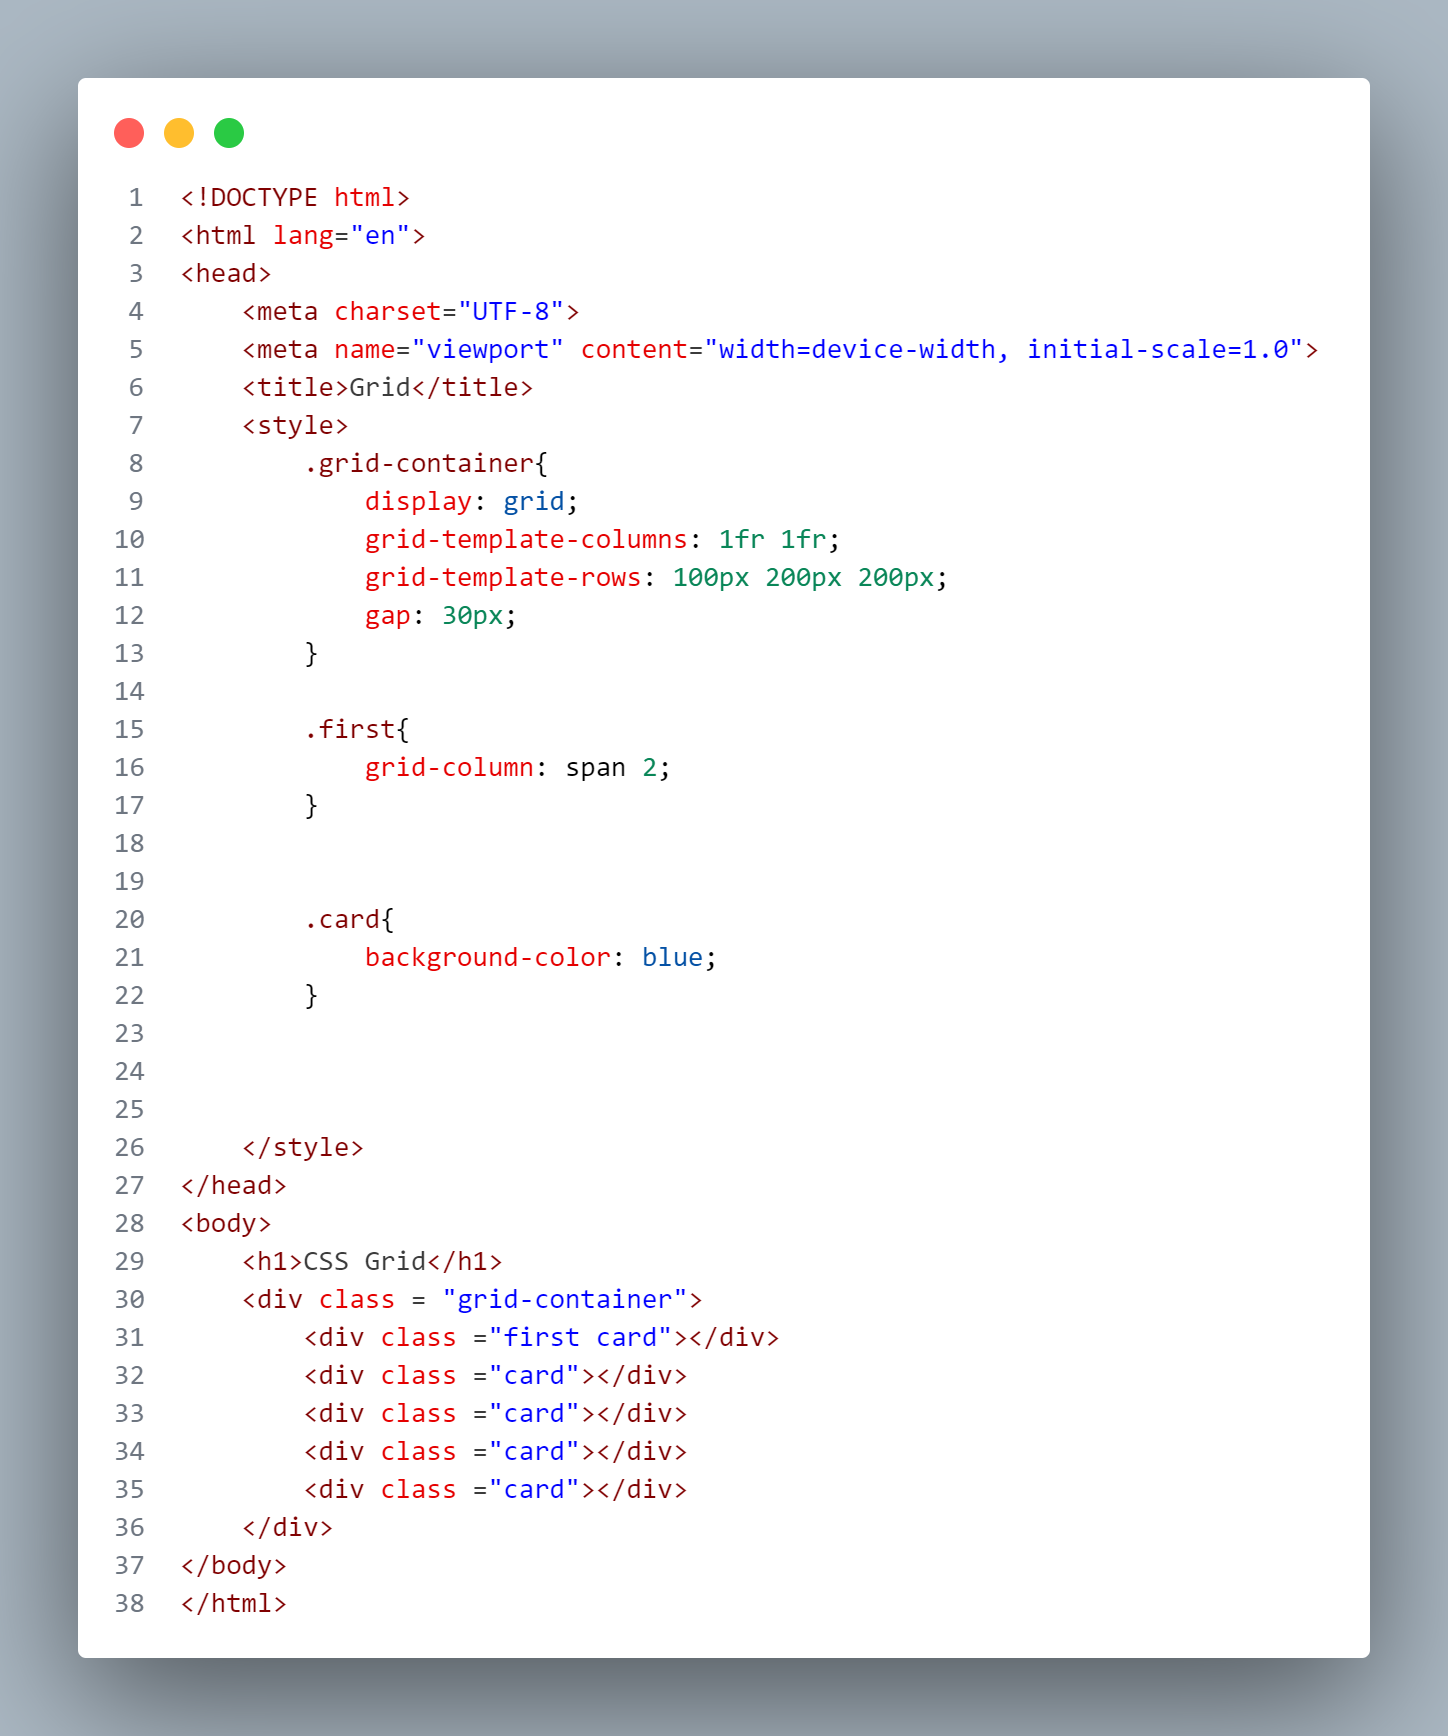 1 <!DOCTYPE html>
2 <html lang="en">
3 <head>
4     <meta charset="UTF-8">
5     <meta name="viewport" content="width=device-width, initial-scale=1.0">
6     <title>Grid</title>
7     <style>
8         .grid-container{
9             display: grid;
10             grid-template-columns: 1fr 1fr;
11             grid-template-rows: 100px 200px 200px;
12             gap: 30px;
13         }
14
15         .first{
16             grid-column: span 2;
17         }
18
19
20         .card{
21             background-color: blue;
22         }
23
24
25
26     </style>
27 </head>
28 <body>
29     <h1>CSS Grid</h1>
30     <div class = "grid-container">
31         <div class ="first card"></div>
32         <div class ="card"></div>
33         <div class ="card"></div>
34         <div class ="card"></div>
35         <div class ="card"></div>
36     </div>
37 </body>
38 </html>